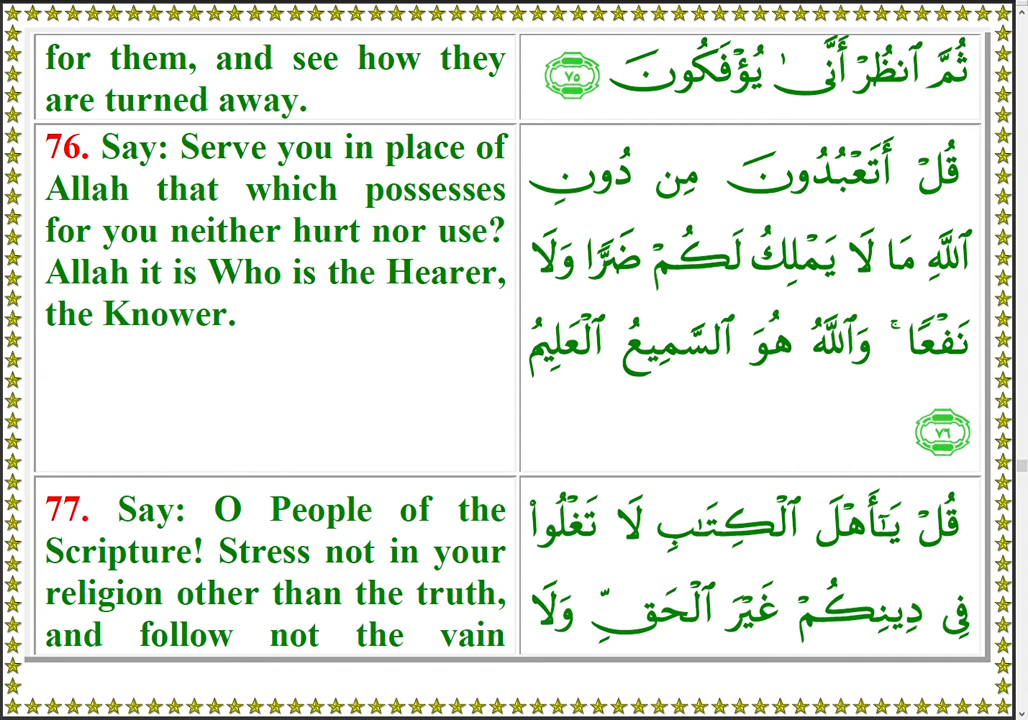 for them, and see how they
are turned away.
ثُمَّ ٱنظُرْ أَنَّىٰ يُؤْفَكُونَ ٧٥
76. Say: Serve you in place of
Allah that which possesses
for you neither hurt nor use?
Allah it is Who is the Hearer,
the Knower.
قُلْ أَتَعْبُدُونَ مِن دُونِ
ٱللَّهِ مَا لَا يَمْلِكُ لَكُمْ ضَرًّا وَلَا
نَفْعًا ۚ وَٱللَّهُ هُوَ ٱلسَّمِيعُ ٱلْعَلِيمُ
٧٦
77. Say: O People of the
Scripture! Stress not in your
religion other than the truth,
and follow not the vain
قُلْ يَـٰٓأَهْلَ ٱلْكِتَـٰبِ لَا تَغْلُوا۟
فِى دِينِكُمْ غَيْرَ ٱلْحَقِّ وَلَا